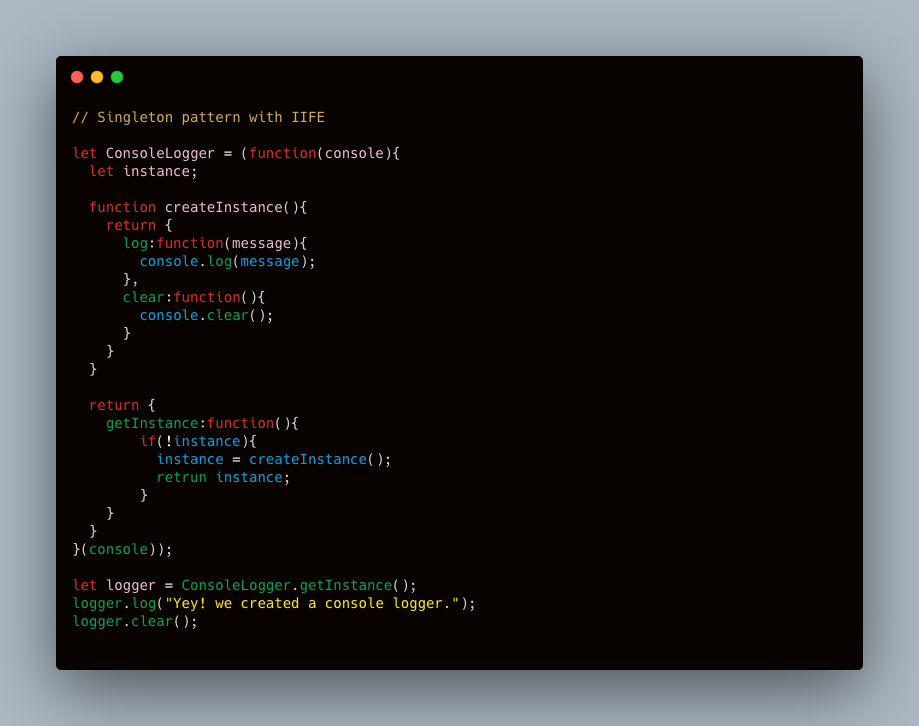 // Singleton pattern with IIFE

let ConsoleLogger = (function(console){
  let instance;

  function createInstance(){
    return {
      log:function(message){
        console.log(message);
      },
      clear:function(){
        console.clear();
      }
    }
  }

  return {
    getInstance:function(){
        if(!instance){
          instance = createInstance();
          retrun instance;
        }
    }
  }
}(console));

let logger = ConsoleLogger.getInstance();
logger.log("Yey! we created a console logger.");
logger.clear();